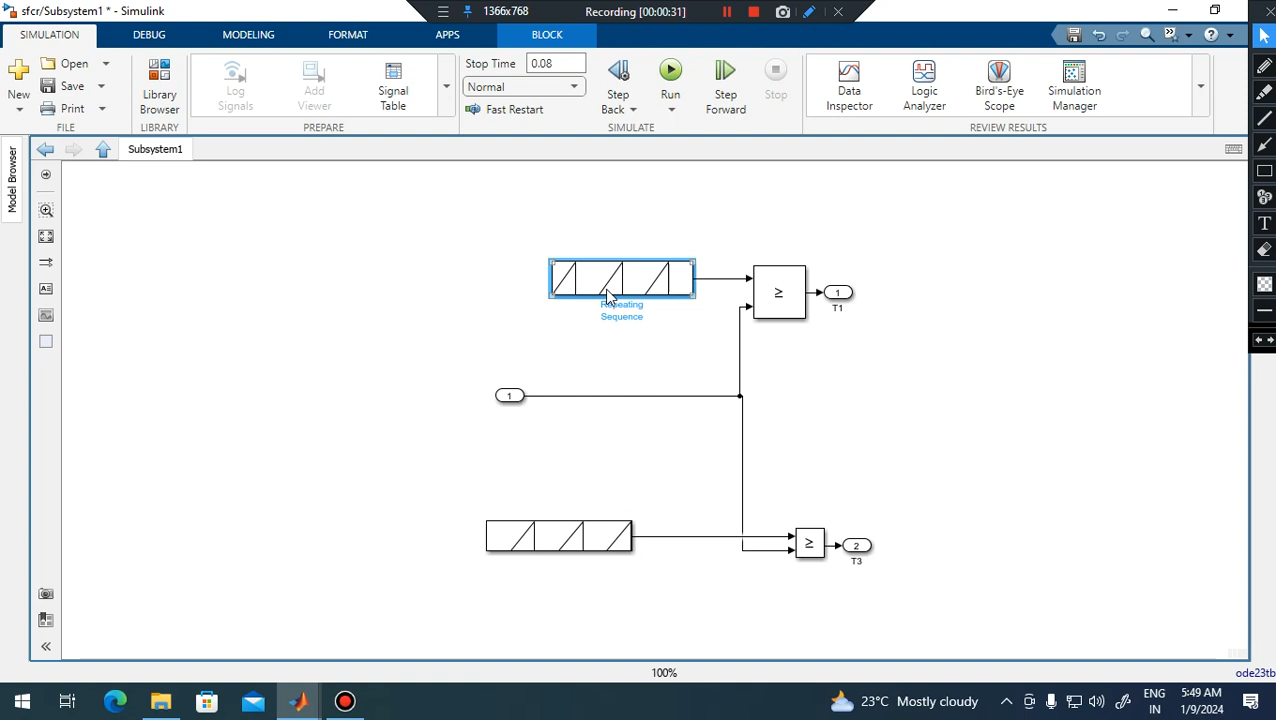 sfcr/Subsystem1 * - Simulink
1366x768
Recording [00:00:31]
SIMULATION
DEBUG
MODELING
FORMAT
APPS
BLOCK
New
Open
Save
Print
FILE
Library
Browser
LIBRARY
Log
Signals
Add
Viewer
Signal
Table
PREPARE
Stop Time 0.08
Normal
Fast Restart
Step
Back
Run
Step
Forward
Stop
SIMULATE
Data
Inspector
Logic
Analyzer
Bird's-Eye
Scope
Simulation
Manager
REVIEW RESULTS
Model Browser
Subsystem1
Repeating
Sequence
≥
1
T1
1
≥
2
T3
100%
ode23tb
23°C Mostly cloudy
ENG
IN
5:49 AM
1/9/2024